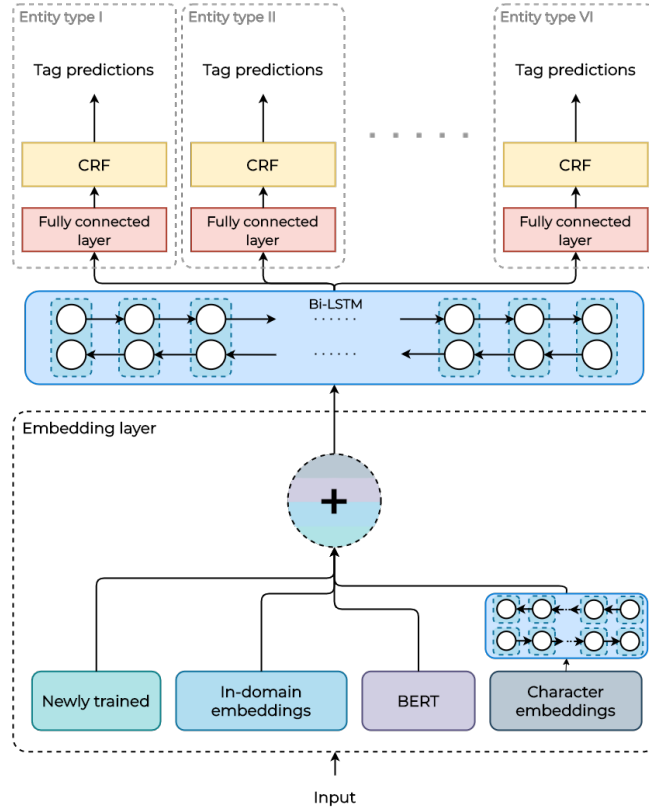 Entity type I
Entity type II
Entity type VI
Tag predictions
Tag predictions
Tag predictions
CRF
CRF
CRF
Fully connected
layer
Fully connected
layer
Fully connected
layer
Bi-LSTM
Embedding layer
+
Newly trained
In-domain
embeddings
BERT
Character
embeddings
Input